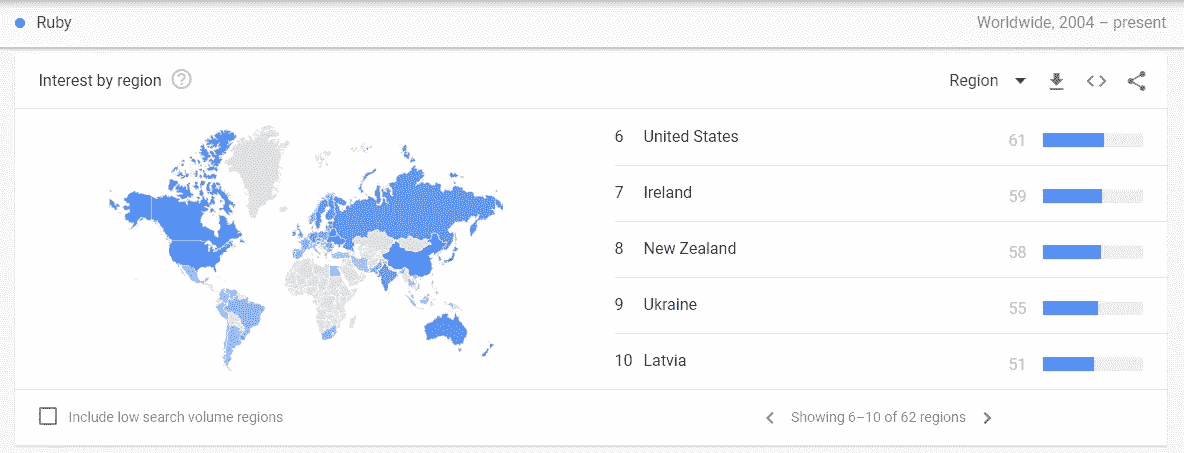 Ruby Worldwide, 2004 – present
Interest by region ? Region
6 United States 61
7 Ireland 59
8 New Zealand 58
9 Ukraine 55
10 Latvia 51
Include low search volume regions Showing 6–10 of 62 regions